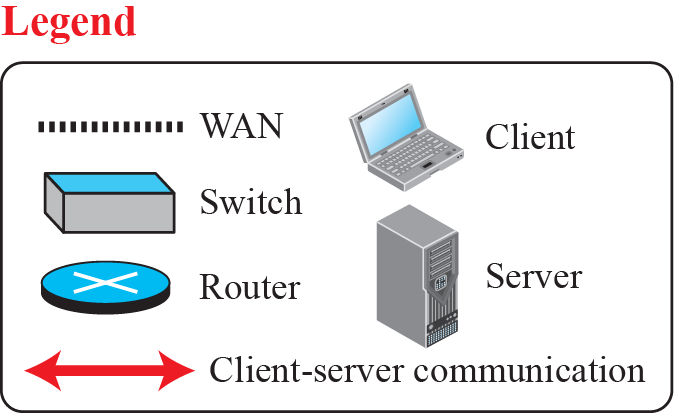 Legend
WAN
Client
Switch
Router
Server
Client-server communication